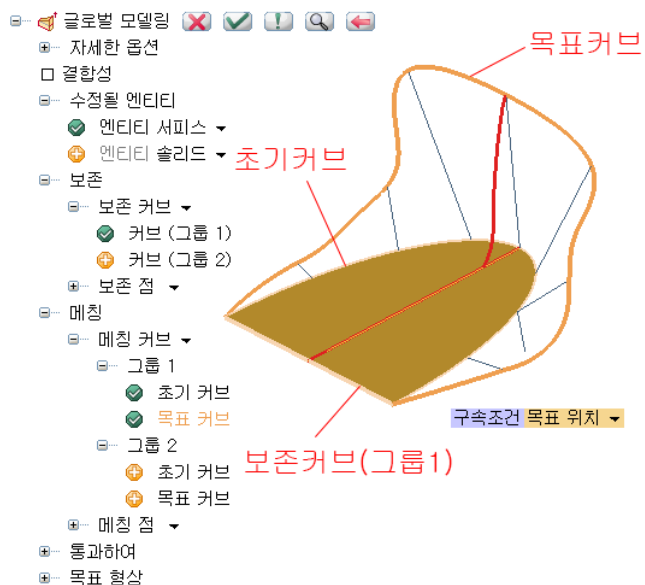 글로벌 모델링
자세한 옵션
결합성
수정될 엔티티
엔티티 서피스
엔티티 솔리드
보존
보존 커브
커브 (그룹 1)
커브 (그룹 2)
보존 점
메칭
메칭 커브
그룹 1
초기 커브
목표 커브
그룹 2
초기 커브
목표 커브
메칭 점
통과하여
목표 형상
목표커브
초기커브
구속조건 목표 위치
보존커브(그룹1)